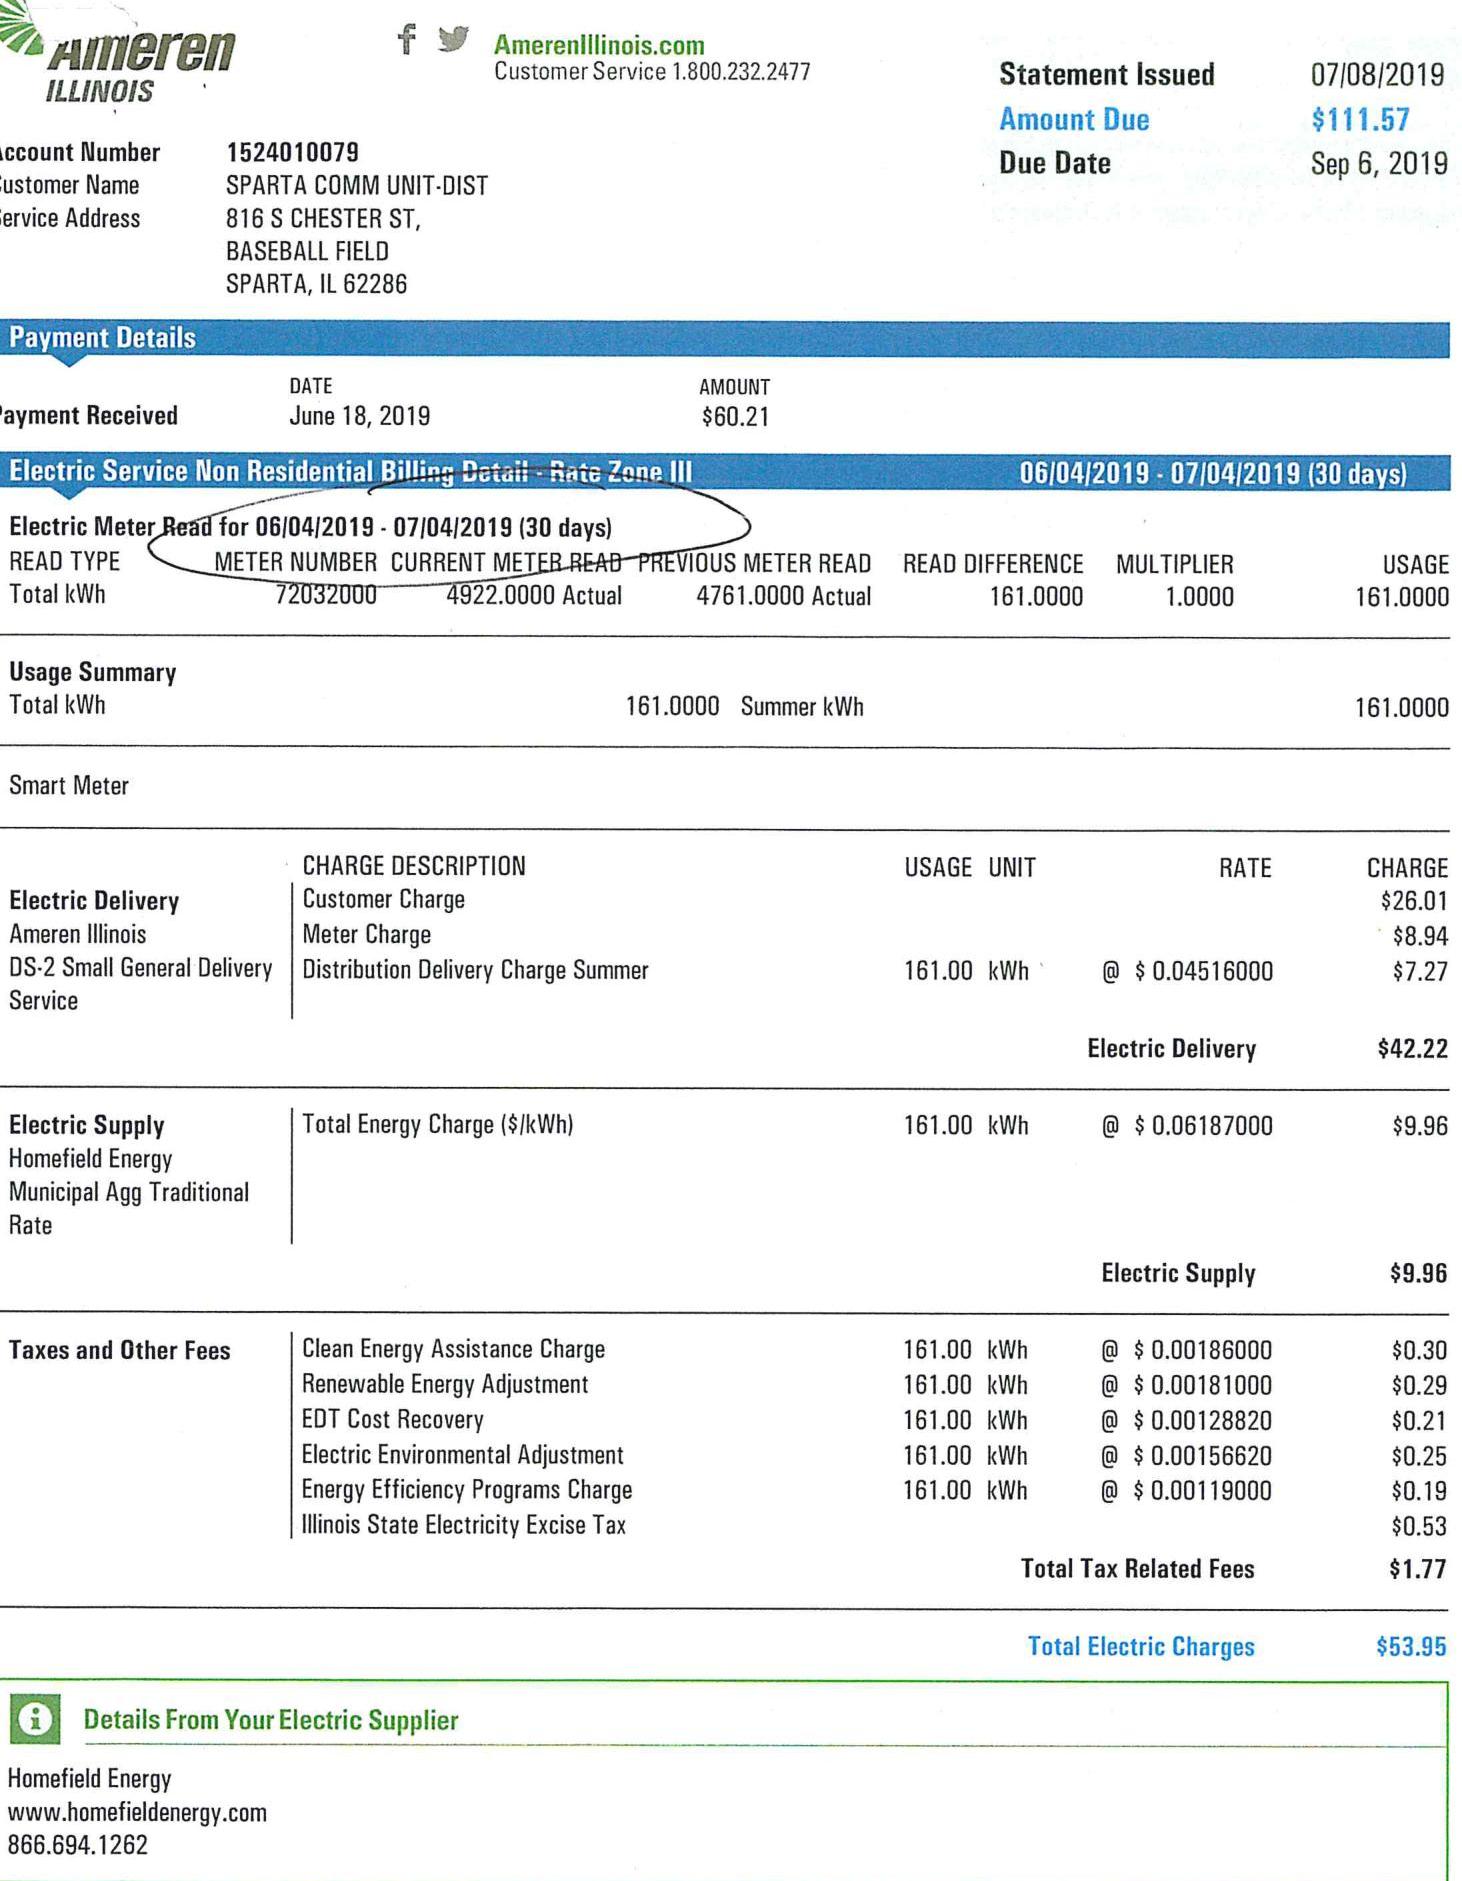 Ameren
ILLINOIS
AmerenIllinois.com
Customer Service 1.800.232.2477
Statement Issued 07/08/2019
Amount Due $111.57
Due Date Sep 6, 2019
Account Number 1524010079
Customer Name SPARTA COMM UNIT-DIST
Service Address 816 S CHESTER ST,
BASEBALL FIELD
SPARTA, IL 62286
Payment Details
DATE AMOUNT
Payment Received June 18, 2019 $60.21
Electric Service Non Residential Billing Detail - Rate Zone III 06/04/2019 - 07/04/2019 (30 days)
Electric Meter Read for 06/04/2019 - 07/04/2019 (30 days)
READ TYPE METER NUMBER CURRENT METER READ PREVIOUS METER READ READ DIFFERENCE MULTIPLIER USAGE
Total kWh 72032000 4922.0000 Actual 4761.0000 Actual 161.0000 1.0000 161.0000
Usage Summary
Total kWh 161.0000 Summer kWh 161.0000
Smart Meter
CHARGE DESCRIPTION USAGE UNIT RATE CHARGE
Electric Delivery Customer Charge $26.01
Ameren Illinois Meter Charge $8.94
DS-2 Small General Delivery Distribution Delivery Charge Summer 161.00 kWh @ $ 0.04516000 $7.27
Service
Electric Delivery $42.22
Electric Supply Total Energy Charge ($/kWh) 161.00 kWh @ $ 0.06187000 $9.96
Homefield Energy
Municipal Agg Traditional
Rate
Electric Supply $9.96
Taxes and Other Fees Clean Energy Assistance Charge 161.00 kWh @ $ 0.00186000 $0.30
Renewable Energy Adjustment 161.00 kWh @ $ 0.00181000 $0.29
EDT Cost Recovery 161.00 kWh @ $ 0.00128820 $0.21
Electric Environmental Adjustment 161.00 kWh @ $ 0.00156620 $0.25
Energy Efficiency Programs Charge 161.00 kWh @ $ 0.00119000 $0.19
Illinois State Electricity Excise Tax $0.53
Total Tax Related Fees $1.77
Total Electric Charges $53.95
Details From Your Electric Supplier
Homefield Energy
www.homefieldenergy.com
866.694.1262